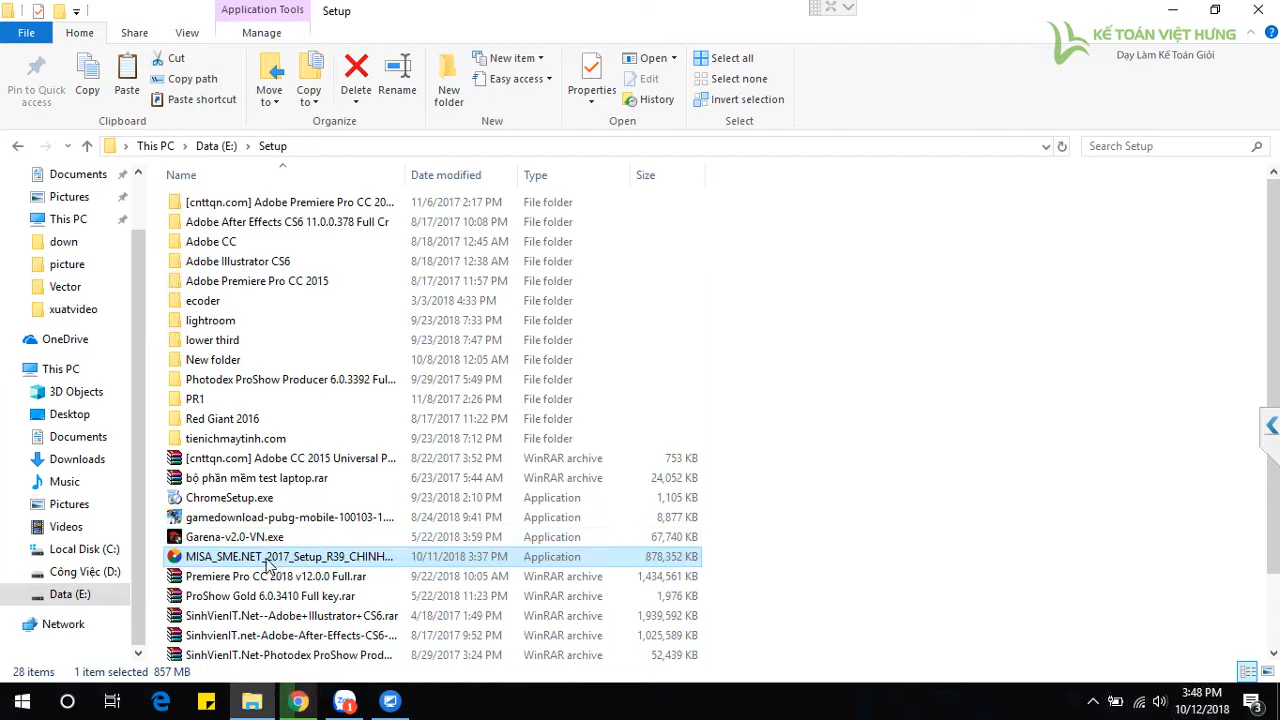 Application Tools Setup
File Home Share View Manage
KẾ TOÁN VIỆT HƯNG
Dạy Làm Kế Toán Giỏi
Pin to Quick access
Copy
Paste
Cut
Copy path
Paste shortcut
Clipboard
Move to
Copy to
Delete
Rename
Organize
New folder
New item
Easy access
New
Properties
Open
Edit
History
Open
Select all
Select none
Invert selection
Select
This PC Data (E:) Setup
Search Setup
Documents
Pictures
This PC
down
picture
Vector
xuatvideo
OneDrive
This PC
3D Objects
Desktop
Documents
Downloads
Music
Pictures
Videos
Local Disk (C:)
Công Việc (D:)
Data (E:)
Network
Name Date modified Type Size
[cnttqn.com] Adobe Premiere Pro CC 20... 11/6/2017 2:17 PM File folder
Adobe After Effects CS6 11.0.0.378 Full Cr 8/17/2017 10:08 PM File folder
Adobe CC 8/18/2017 12:45 AM File folder
Adobe Illustrator CS6 8/18/2017 12:38 AM File folder
Adobe Premiere Pro CC 2015 8/17/2017 11:57 PM File folder
ecoder 3/3/2018 4:33 PM File folder
lightroom 9/23/2018 7:33 PM File folder
lower third 9/23/2018 7:47 PM File folder
New folder 10/8/2018 12:05 AM File folder
Photodex ProShow Producer 6.0.3392 Ful... 9/29/2017 5:49 PM File folder
PR1 11/8/2017 2:26 PM File folder
Red Giant 2016 8/17/2017 11:22 PM File folder
tienichmaytinh.com 9/23/2018 7:12 PM File folder
[cnttqn.com] Adobe CC 2015 Universal P... 8/22/2017 3:52 PM WinRAR archive 753 KB
bộ phần mềm test laptop.rar 6/23/2017 5:44 AM WinRAR archive 24,052 KB
ChromeSetup.exe 9/23/2018 2:10 PM Application 1,105 KB
gamedownload-pubg-mobile-100103-1.... 8/24/2018 9:41 PM Application 8,877 KB
Garena-v2.0-VN.exe 5/22/2018 3:59 PM Application 67,740 KB
MISA_SME.NET_2017_Setup_R39_CHINH... 10/11/2018 3:37 PM Application 878,352 KB
Premiere Pro CC 2018 v12.0.0 Full.rar 9/22/2018 10:05 AM WinRAR archive 1,434,561 KB
ProShow Gold 6.0.3410 Full key.rar 5/22/2018 11:23 PM WinRAR archive 1,976 KB
SinhVienIT.Net--Adobe+Illustrator+CS6.rar 4/18/2017 1:49 PM WinRAR archive 1,939,592 KB
SinhvienIT.net-Adobe-After-Effects-CS6-... 8/17/2017 9:52 PM WinRAR archive 1,025,589 KB
SinhVienIT.Net-Photodex ProShow Prod... 8/29/2017 3:24 PM WinRAR archive 52,439 KB
28 items 1 item selected 857 MB
3:48 PM
10/12/2018